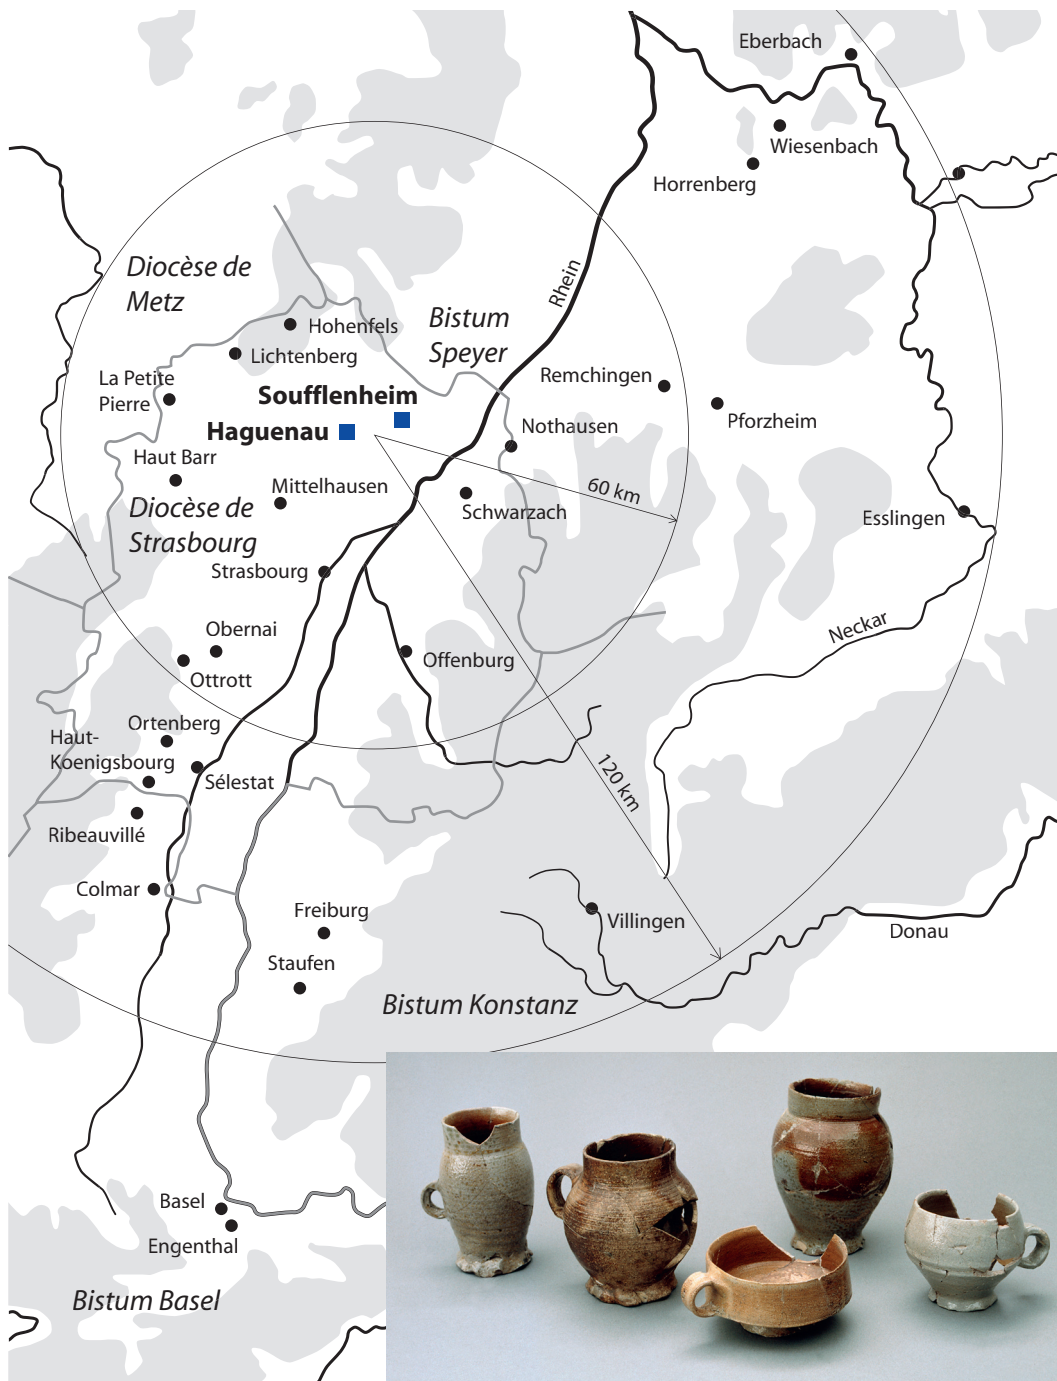 Eberbach
Wiesenbach
Horrenberg
Diocèse de
Metz
Rhein
Hohenfels
Bistum
Speyer
Lichtenberg
La Petite
Pierre
Remchingen
Soufflenheim
Pforzheim
Haguenau
Nothausen
Haut Barr
Mittelhausen
60 km
Diocèse de
Strasbourg
Schwarzach
Esslingen
Strasbourg
Obernai
Neckar
Offenburg
Ottrott
Ortenberg
Haut-
Koenigsbourg
Sélestat
120 km
Ribeauvillé
Colmar
Freiburg
Villingen
Donau
Staufen
Bistum Konstanz
Basel
Engenthal
Bistum Basel